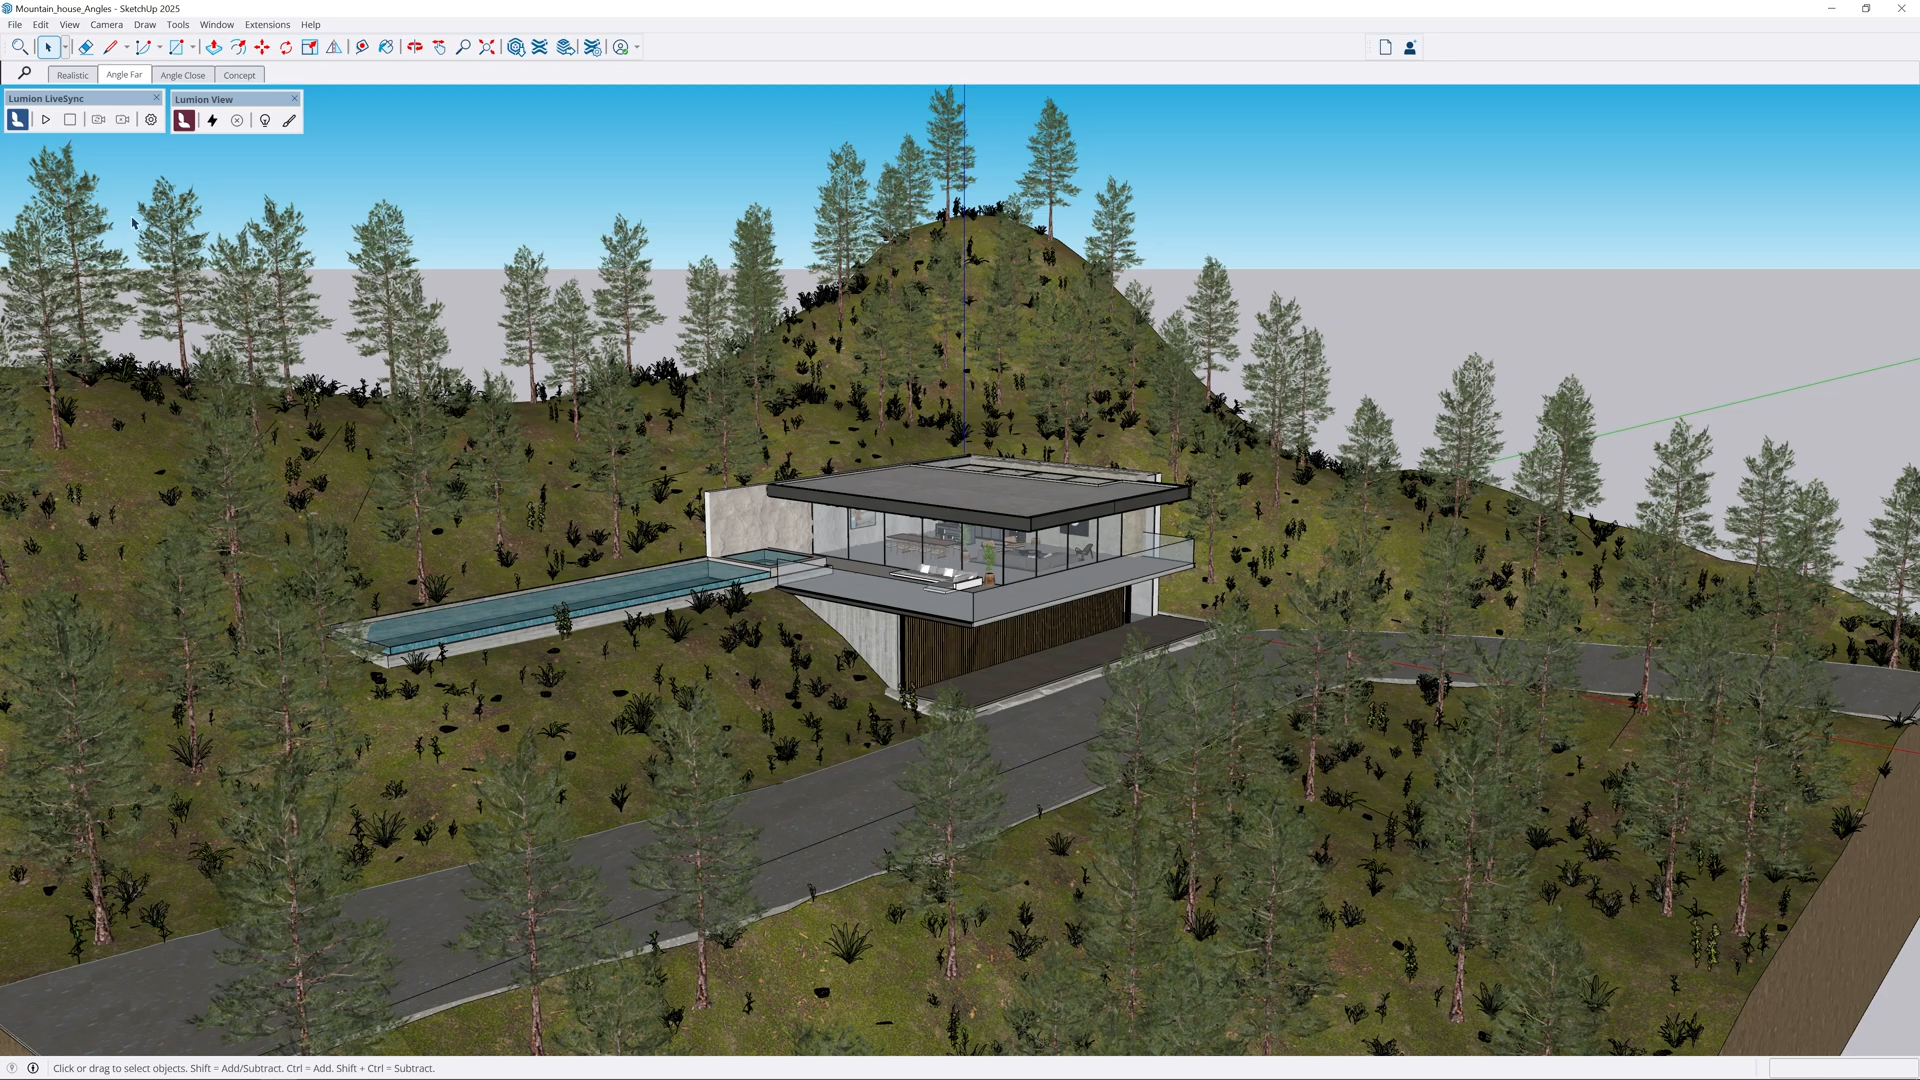 Mountain_house_Angles - SketchUp 2025
File Edit View Camera Draw Tools Window Extensions Help
Realistic Angle Far Angle Close Concept
Lumion LiveSync
Lumion View
Click or drag to select objects. Shift = Add/Subtract. Ctrl = Add. Shift + Ctrl = Subtract.